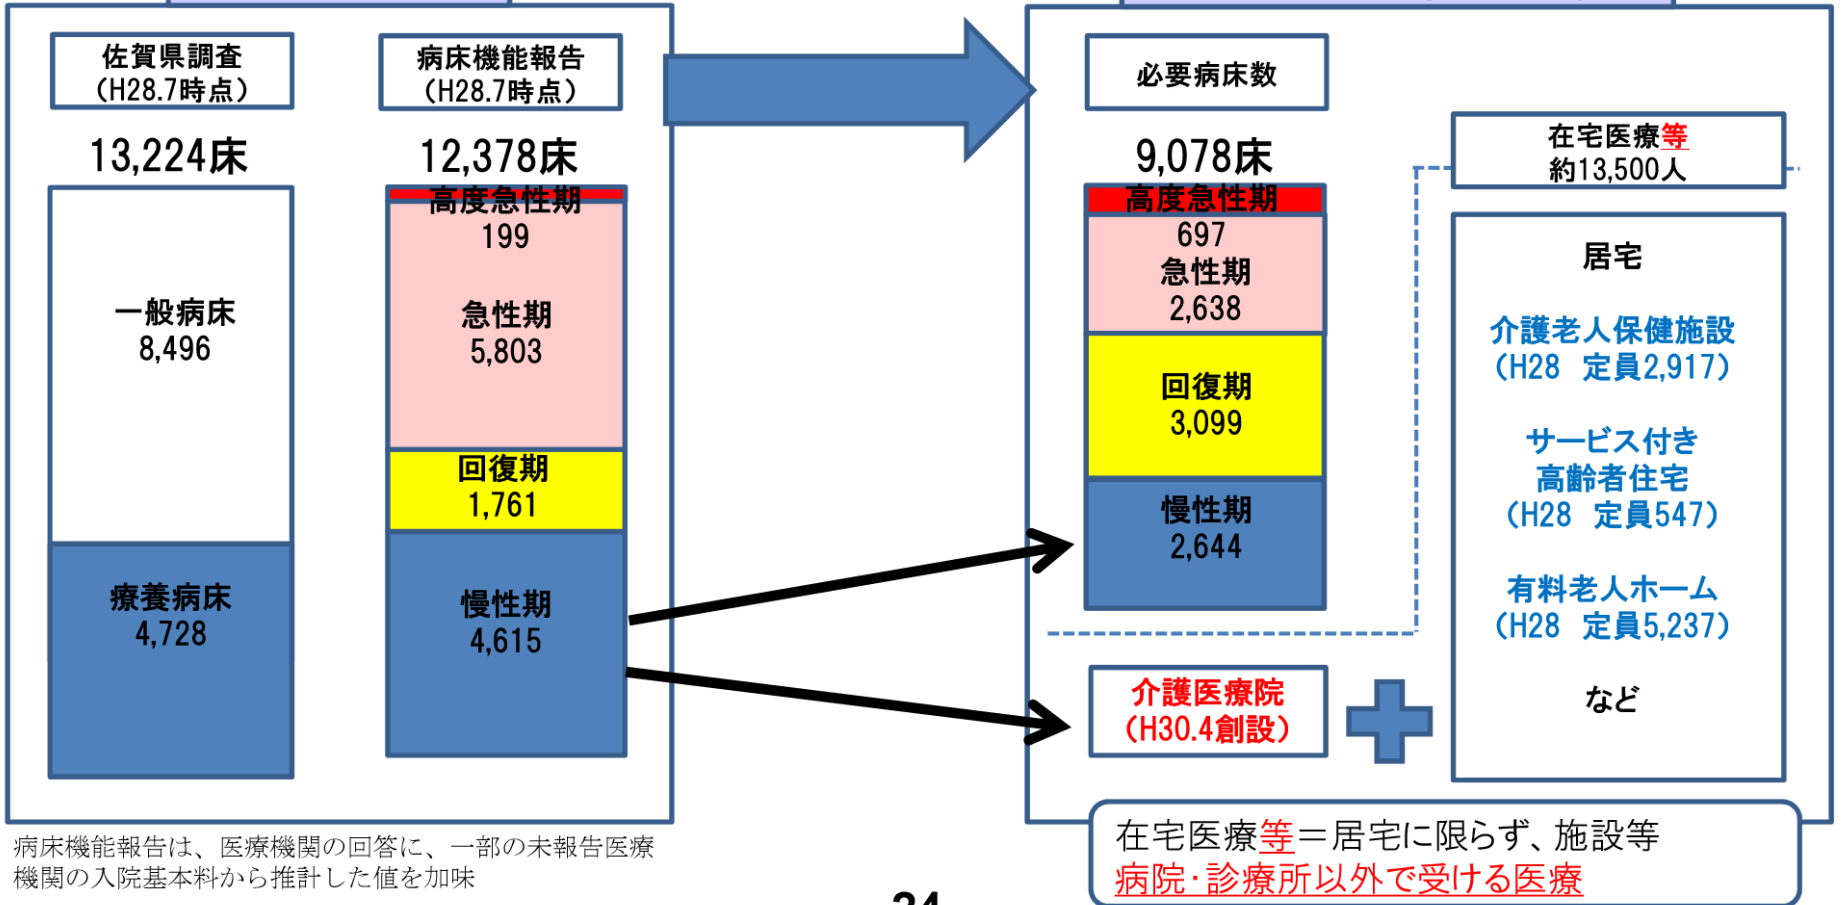 佐賀県調査
（H28.7時点）
13,224床
一般病床
8,496
療養病床
4,728
病床機能報告
（H28.7時点）
12,378床
高度急性期
199
急性期
5,803
回復期
1,761
慢性期
4,615
必要病床数
9,078床
高度急性期
697
急性期
2,638
回復期
3,099
慢性期
2,644
介護医療院
（H30.4創設）
在宅医療等
約13,500人
居宅
介護老人保健施設
（H28　定員2,917）
サービス付き
高齢者住宅
（H28　定員547）
有料老人ホーム
（H28　定員5,237）
など
病床機能報告は、医療機関の回答に、一部の未報告医療
機関の入院基本料から推計した値を加味
在宅医療等＝居宅に限らず、施設等
病院・診療所以外で受ける医療